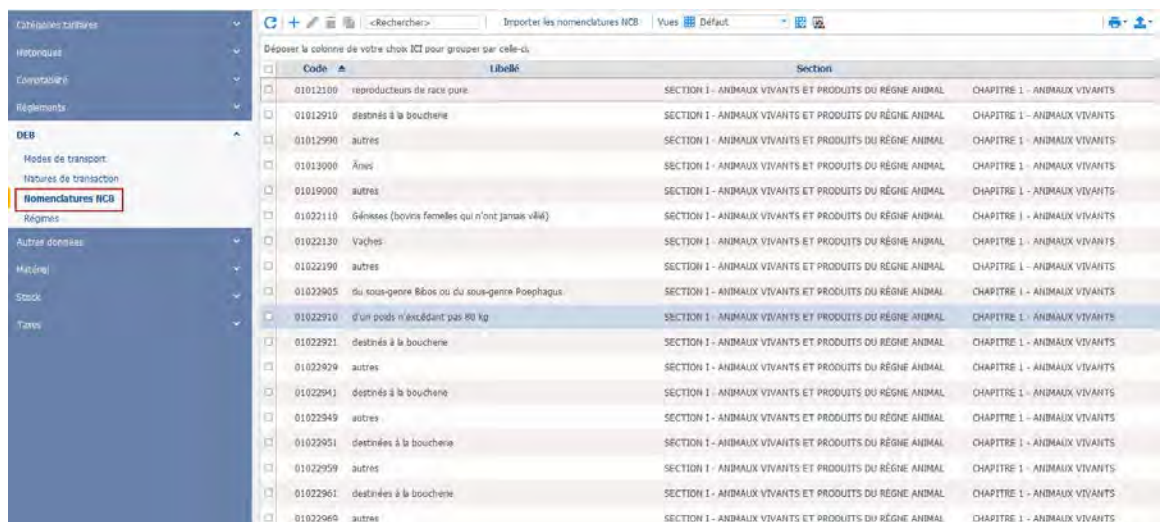 Catégories tarifaires
Historiques
Comptabilité
Règlements
DEB
Modes de transport
Natures de transaction
Nomenclatures NC8
Régimes
Autres données
Matériel
Stock
Taxes
<Rechercher> Importer les nomenclatures NC8 Vues Défaut
Déposer la colonne de votre choix ICI pour grouper par celle-ci.
Code Libellé Section
01012100 reproducteurs de race pure SECTION I - ANIMAUX VIVANTS ET PRODUITS DU RÈGNE ANIMAL CHAPITRE 1 - ANIMAUX VIVANTS
01012910 destinés à la boucherie SECTION I - ANIMAUX VIVANTS ET PRODUITS DU RÈGNE ANIMAL CHAPITRE 1 - ANIMAUX VIVANTS
01012990 autres SECTION I - ANIMAUX VIVANTS ET PRODUITS DU RÈGNE ANIMAL CHAPITRE 1 - ANIMAUX VIVANTS
01013000 Ânes SECTION I - ANIMAUX VIVANTS ET PRODUITS DU RÈGNE ANIMAL CHAPITRE 1 - ANIMAUX VIVANTS
01019000 autres SECTION I - ANIMAUX VIVANTS ET PRODUITS DU RÈGNE ANIMAL CHAPITRE 1 - ANIMAUX VIVANTS
01022110 Génisses (bovins femelles qui n'ont jamais vêlé) SECTION I - ANIMAUX VIVANTS ET PRODUITS DU RÈGNE ANIMAL CHAPITRE 1 - ANIMAUX VIVANTS
01022130 Vaches SECTION I - ANIMAUX VIVANTS ET PRODUITS DU RÈGNE ANIMAL CHAPITRE 1 - ANIMAUX VIVANTS
01022190 autres SECTION I - ANIMAUX VIVANTS ET PRODUITS DU RÈGNE ANIMAL CHAPITRE 1 - ANIMAUX VIVANTS
01022905 du sous-genre Bibos ou du sous-genre Poephagus SECTION I - ANIMAUX VIVANTS ET PRODUITS DU RÈGNE ANIMAL CHAPITRE 1 - ANIMAUX VIVANTS
01022910 d'un poids n'excédant pas 80 kg SECTION I - ANIMAUX VIVANTS ET PRODUITS DU RÈGNE ANIMAL CHAPITRE 1 - ANIMAUX VIVANTS
01022921 destinés à la boucherie SECTION I - ANIMAUX VIVANTS ET PRODUITS DU RÈGNE ANIMAL CHAPITRE 1 - ANIMAUX VIVANTS
01022929 autres SECTION I - ANIMAUX VIVANTS ET PRODUITS DU RÈGNE ANIMAL CHAPITRE 1 - ANIMAUX VIVANTS
01022941 destinés à la boucherie SECTION I - ANIMAUX VIVANTS ET PRODUITS DU RÈGNE ANIMAL CHAPITRE 1 - ANIMAUX VIVANTS
01022949 autres SECTION I - ANIMAUX VIVANTS ET PRODUITS DU RÈGNE ANIMAL CHAPITRE 1 - ANIMAUX VIVANTS
01022951 destinées à la boucherie SECTION I - ANIMAUX VIVANTS ET PRODUITS DU RÈGNE ANIMAL CHAPITRE 1 - ANIMAUX VIVANTS
01022959 autres SECTION I - ANIMAUX VIVANTS ET PRODUITS DU RÈGNE ANIMAL CHAPITRE 1 - ANIMAUX VIVANTS
01022961 destinées à la boucherie SECTION I - ANIMAUX VIVANTS ET PRODUITS DU RÈGNE ANIMAL CHAPITRE 1 - ANIMAUX VIVANTS
01022969 autres SECTION I - ANIMAUX VIVANTS ET PRODUITS DU RÈGNE ANIMAL CHAPITRE 1 - ANIMAUX VIVANTS